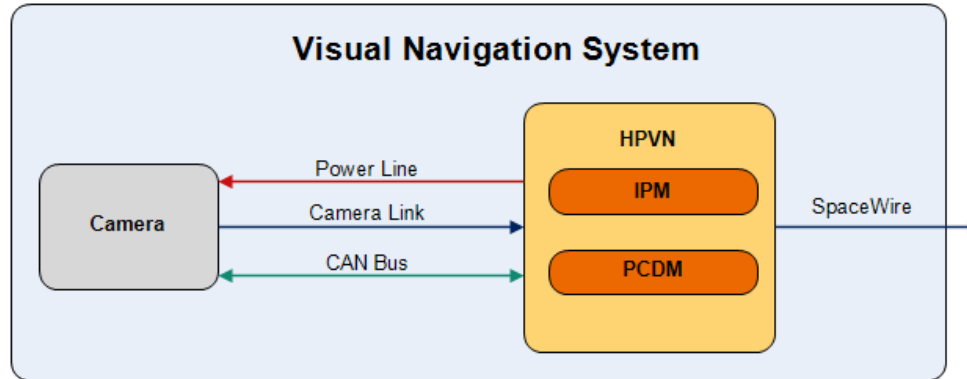 Visual Navigation System
HPVN
Power Line
IPM
Camera
Camera Link
SpaceWire
CAN Bus
PCDM